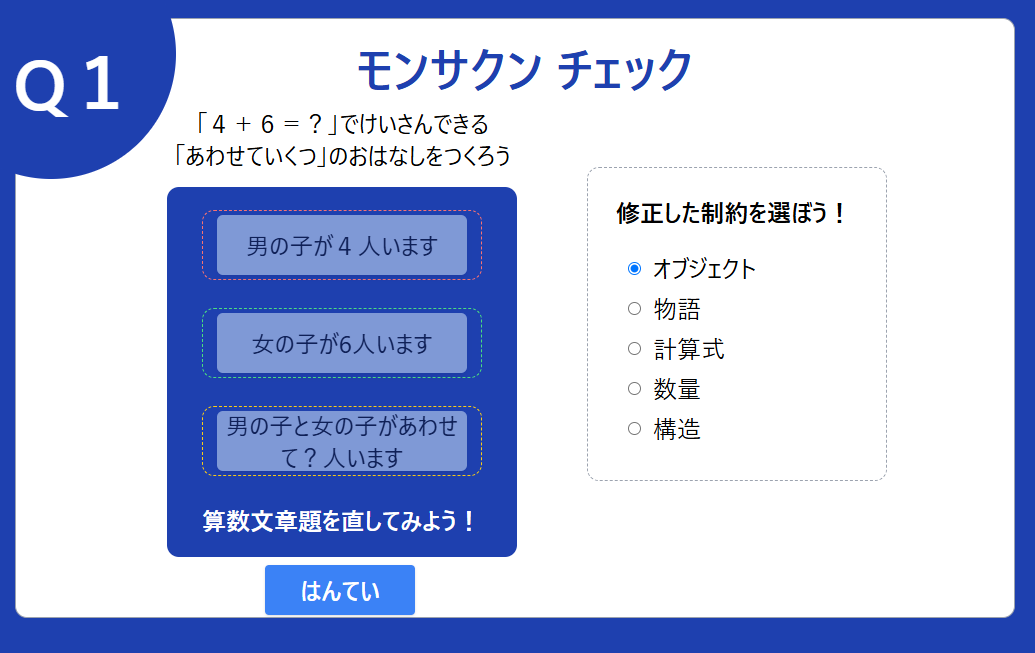 Q1
モンサクン チェック
「４ ＋ ６ ＝ ？」でけいさんできる
「あわせていくつ」のおはなしをつくろう
男の子が４人います
女の子が6人います
男の子と女の子があわせ
て？人います
算数文章題を直してみよう！
はんてい
修正した制約を選ぼう！
オブジェクト
物語
計算式
数量
構造